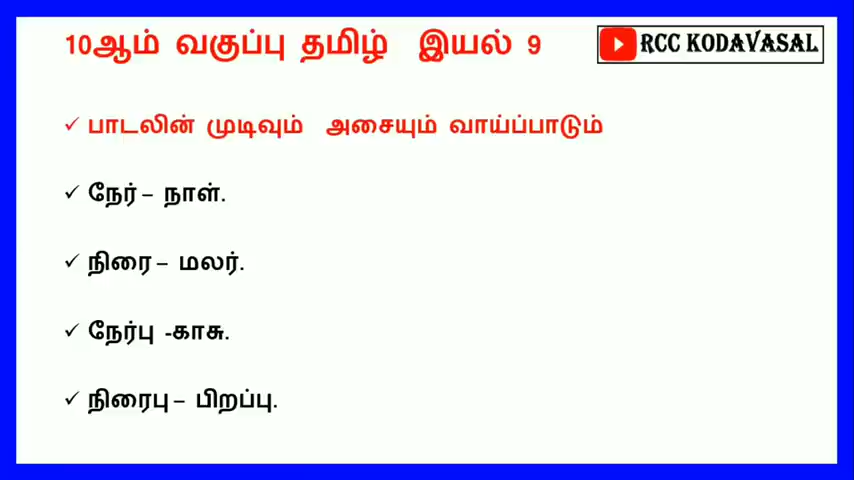 10ஆம் வகுப்பு தமிழ் இயல் 9
RCC KODAVASAL
✓ பாடலின் முடிவும் அசையும் வாய்ப்பாடும்
✓ நேர் – நாள்.
✓ நிரை – மலர்.
✓ நேர்பு -காசு.
✓ நிரைபு – பிறப்பு.